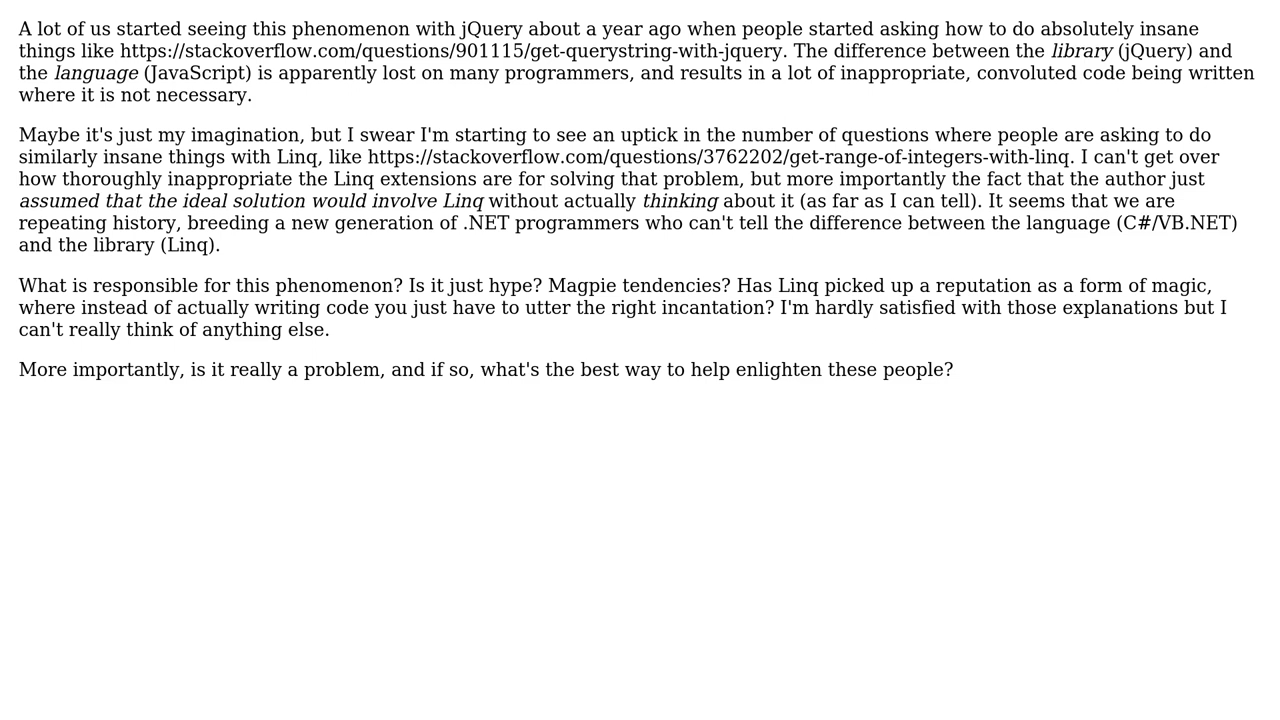 A lot of us started seeing this phenomenon with jQuery about a year ago when people started asking how to do absolutely insane
things like https://stackoverflow.com/questions/901115/get-querystring-with-jquery. The difference between the library (jQuery) and
the language (JavaScript) is apparently lost on many programmers, and results in a lot of inappropriate, convoluted code being written
where it is not necessary.
Maybe it's just my imagination, but I swear I'm starting to see an uptick in the number of questions where people are asking to do
similarly insane things with Linq, like https://stackoverflow.com/questions/3762202/get-range-of-integers-with-linq. I can't get over
how thoroughly inappropriate the Linq extensions are for solving that problem, but more importantly the fact that the author just
assumed that the ideal solution would involve Linq without actually thinking about it (as far as I can tell). It seems that we are
repeating history, breeding a new generation of .NET programmers who can't tell the difference between the language (C#/VB.NET)
and the library (Linq).
What is responsible for this phenomenon? Is it just hype? Magpie tendencies? Has Linq picked up a reputation as a form of magic,
where instead of actually writing code you just have to utter the right incantation? I'm hardly satisfied with those explanations but I
can't really think of anything else.
More importantly, is it really a problem, and if so, what's the best way to help enlighten these people?